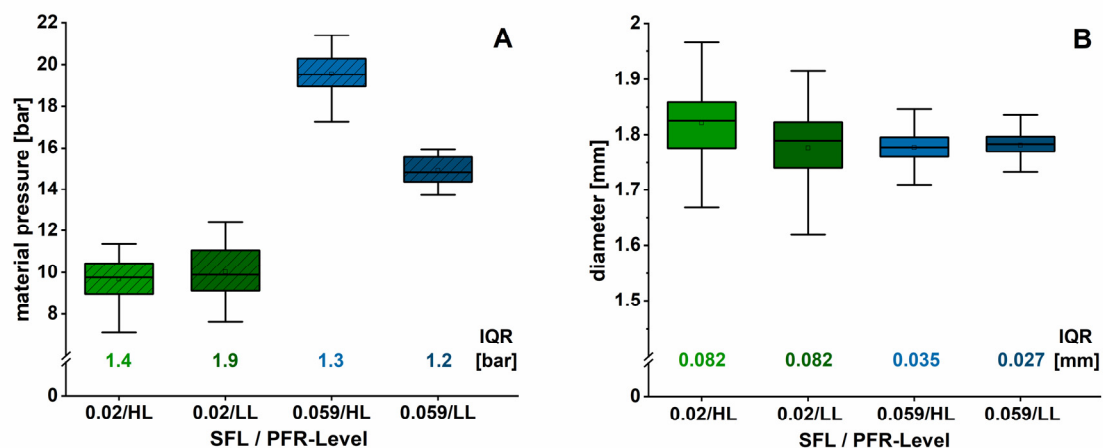 A
material pressure [bar]
22
20
18
16
14
12
10
8
0
IQR
1.4 1.9 1.3 1.2 [bar]
0.02/HL 0.02/LL 0.059/HL 0.059/LL
SFL / PFR-Level
B
diameter [mm]
2
1.9
1.8
1.7
1.6
1.5
0
IQR
0.082 0.082 0.035 0.027 [mm]
0.02/HL 0.02/LL 0.059/HL 0.059/LL
SFL / PFR-Level